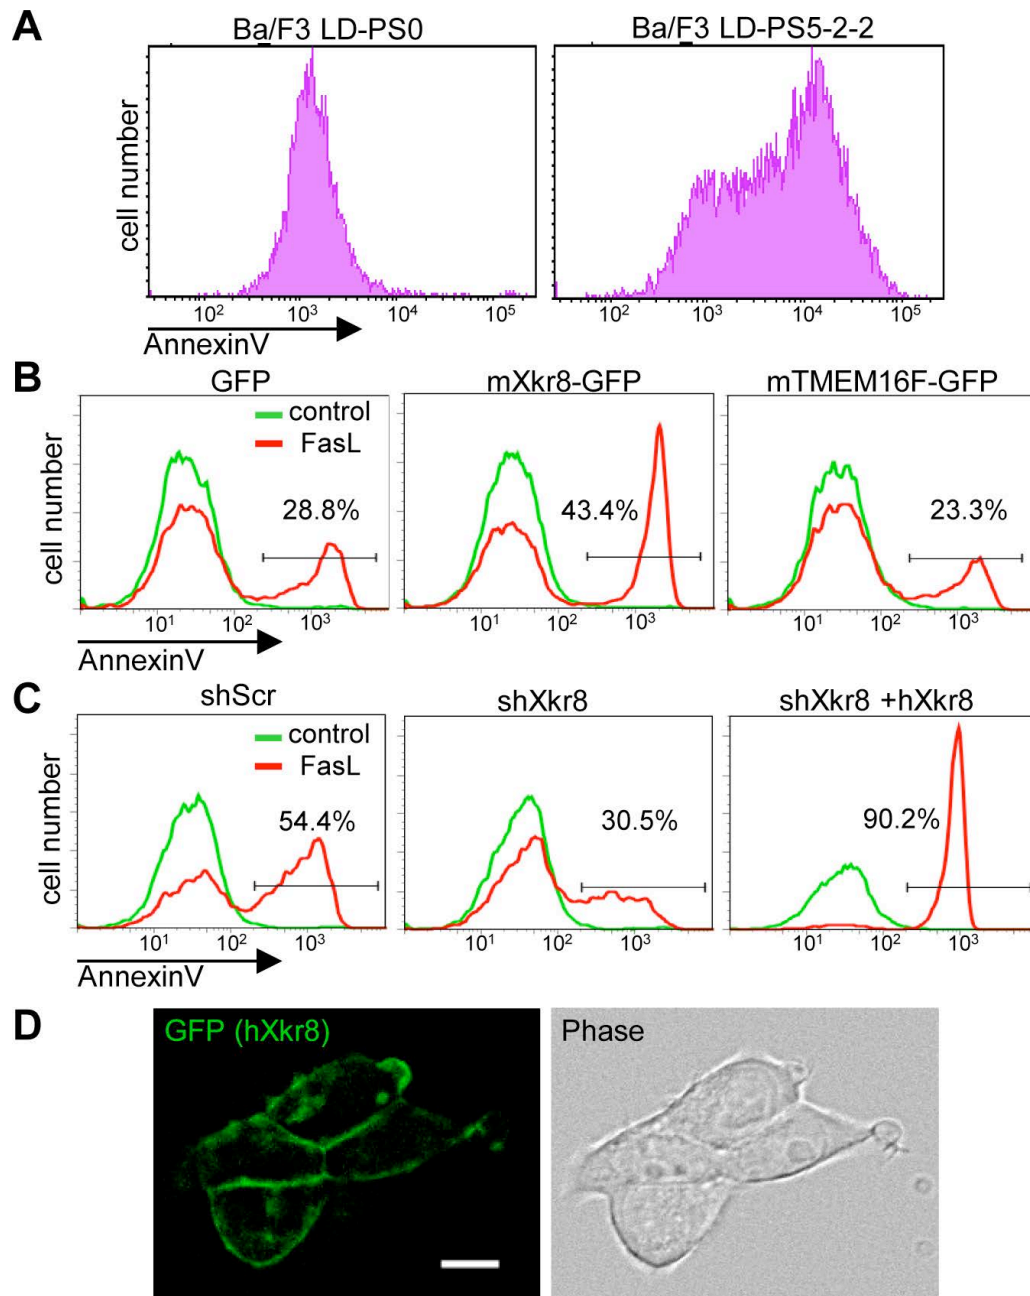 A
Ba/F3 LD-PS0
Ba/F3 LD-PS5-2-2
cell number
10² 10³ 10⁴ 10⁵
10² 10³ 10⁴ 10⁵
AnnexinV
B
GFP
mXkr8-GFP
mTMEM16F-GFP
control
FasL
28.8%
43.4%
23.3%
cell number
10¹ 10² 10³
10¹ 10² 10³
10¹ 10² 10³
AnnexinV
C
shScr
shXkr8
shXkr8 +hXkr8
control
FasL
54.4%
30.5%
90.2%
cell number
10¹ 10² 10³
10¹ 10² 10³
10¹ 10² 10³
AnnexinV
D
GFP (hXkr8)
Phase